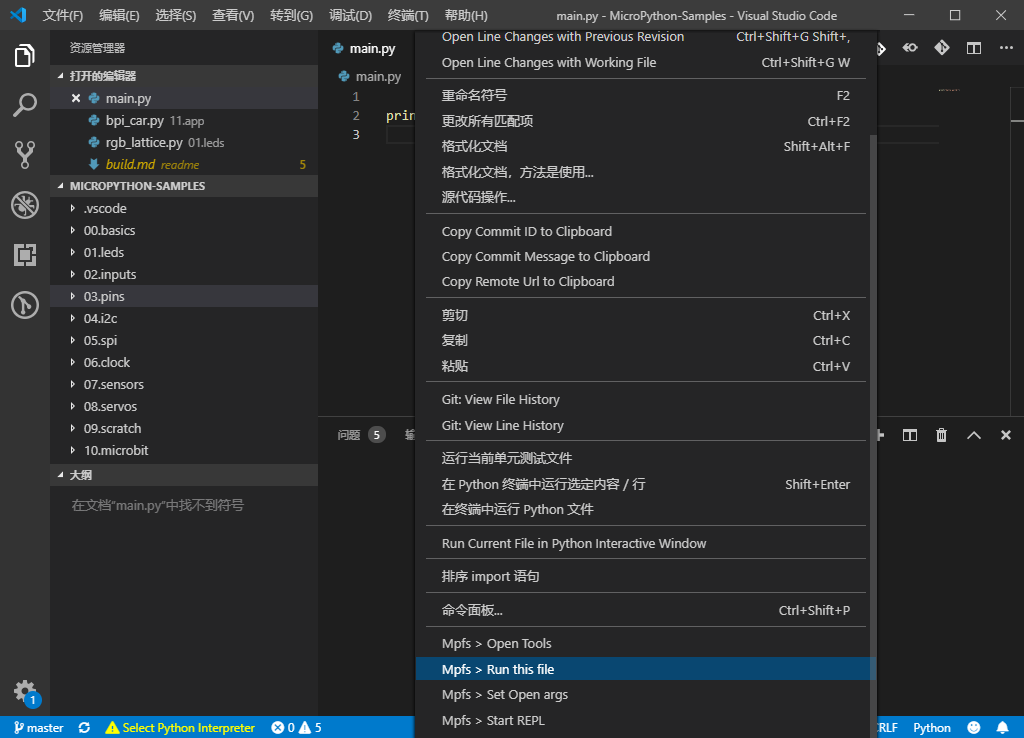 文件(F) 编辑(E) 选择(S) 查看(V) 转到(G) 调试(D) 终端(T) 帮助(H) main.py - MicroPython-Samples - Visual Studio Code
资源管理器
打开的编辑器
main.py
bpi_car.py 11.app
rgb_lattice.py 01.leds
build.md readme 5
MICROPYTHON-SAMPLES
.vscode
00.basics
01.leds
02.inputs
03.pins
04.i2c
05.spi
06.clock
07.sensors
08.servos
09.scratch
10.microbit
大纲
在文档"main.py"中找不到符号
1
main.py
main.py
1
2 prin
3
问题 5 输
Open Line Changes with Previous Revision Ctrl+Shift+G Shift+,
Open Line Changes with Working File Ctrl+Shift+G W
重命名符号 F2
更改所有匹配项 Ctrl+F2
格式化文档 Shift+Alt+F
格式化文档，方法是使用...
源代码操作...
Copy Commit ID to Clipboard
Copy Commit Message to Clipboard
Copy Remote Url to Clipboard
剪切 Ctrl+X
复制 Ctrl+C
粘贴 Ctrl+V
Git: View File History
Git: View Line History
运行当前单元测试文件
在 Python 终端中运行选定内容 / 行 Shift+Enter
在终端中运行 Python 文件
Run Current File in Python Interactive Window
排序 import 语句
命令面板... Ctrl+Shift+P
Mpfs > Open Tools
Mpfs > Run this file
Mpfs > Set Open args
Mpfs > Start REPL
master Select Python Interpreter 0 5 RLF Python